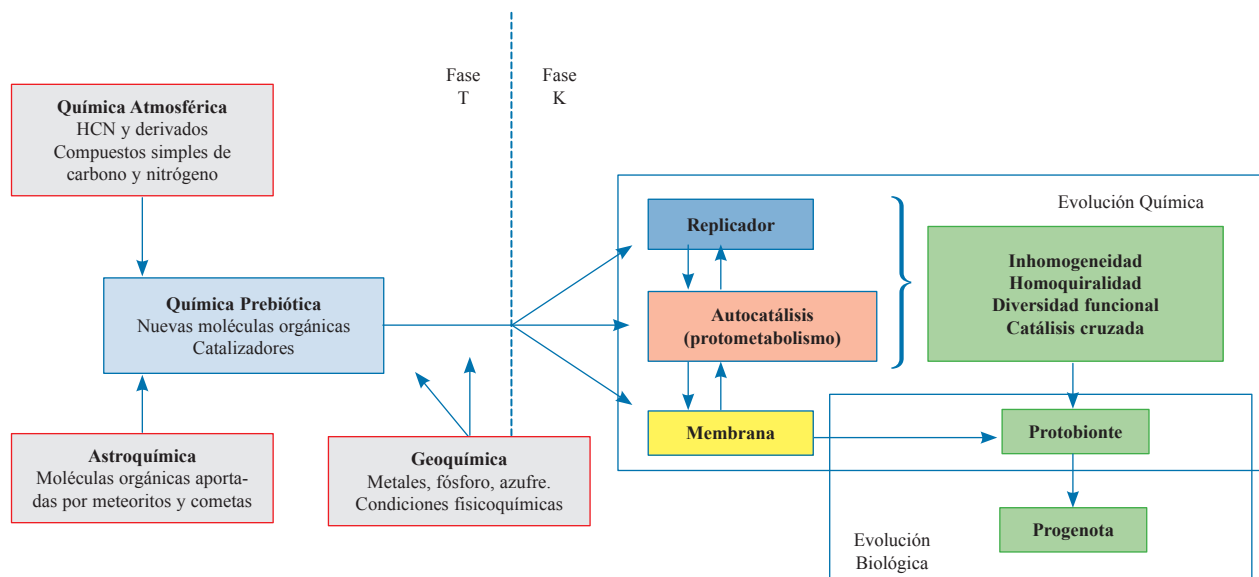 Fase
T
Fase
K
Química Atmosférica
HCN y derivados
Compuestos simples de
carbono y nitrógeno
Química Prebiótica
Nuevas moléculas orgánicas
Catalizadores
Astroquímica
Moléculas orgánicas aporta-
das por meteoritos y cometas
Geoquímica
Metales, fósforo, azufre.
Condiciones fisicoquímicas
Evolución Química
Replicador
Autocatálisis
(protometabolismo)
Membrana
Inhomogeneidad
Homoquiralidad
Diversidad funcional
Catálisis cruzada
Protobionte
Progenota
Evolución
Biológica